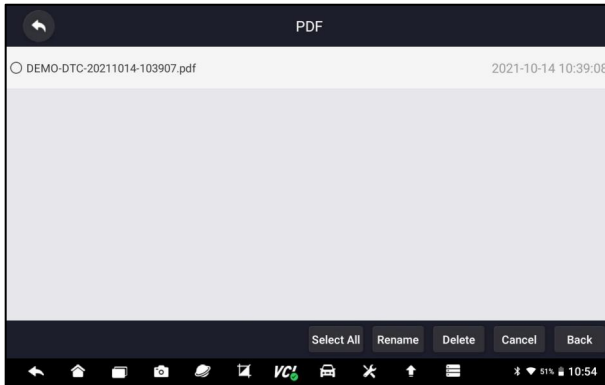 PDF
DEMO-DTC-20211014-103907.pdf 2021-10-14 10:39:08
Select All Rename Delete Cancel Back
VCI 51% 10:54